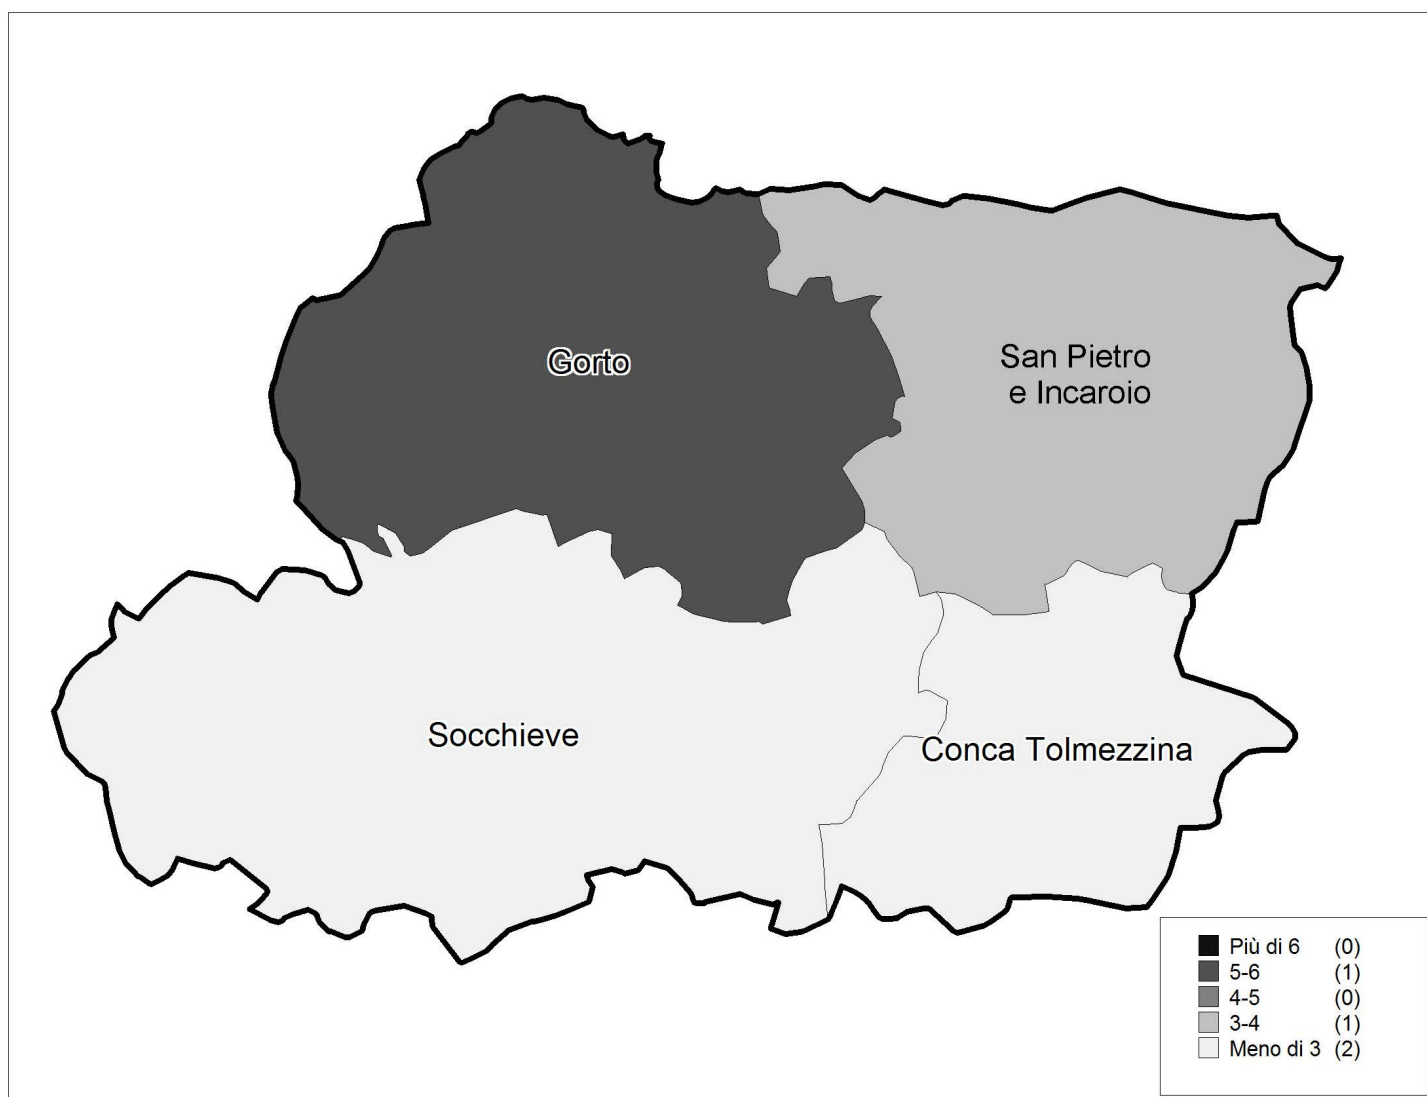 Gorto
San Pietro
e Incaroio
Socchieve
Conca Tolmezzina
Più di 6 (0)
5-6 (1)
4-5 (0)
3-4 (1)
Meno di 3 (2)